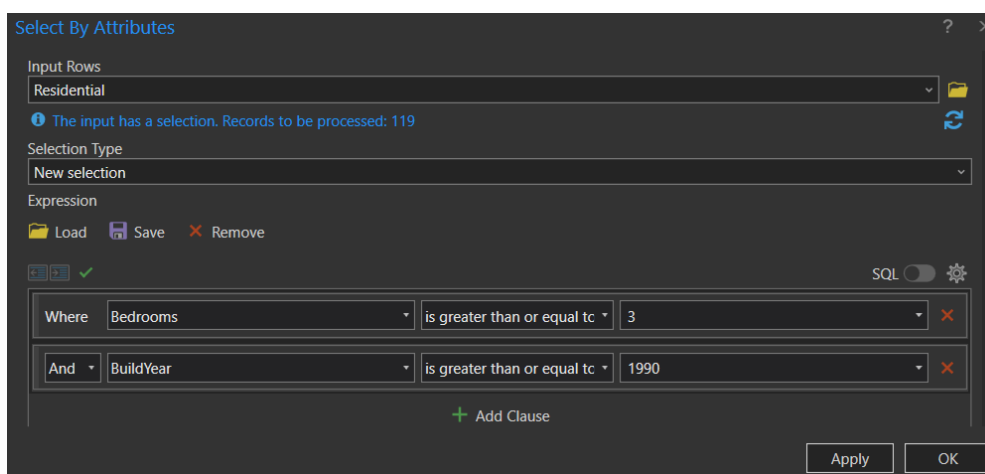 Select By Attributes ?
Input Rows
Residential
The input has a selection. Records to be processed: 119
Selection Type
New selection
Expression
Load Save Remove
SQL
Where Bedrooms is greater than or equal to 3
And BuildYear is greater than or equal to 1990
Add Clause
Apply OK